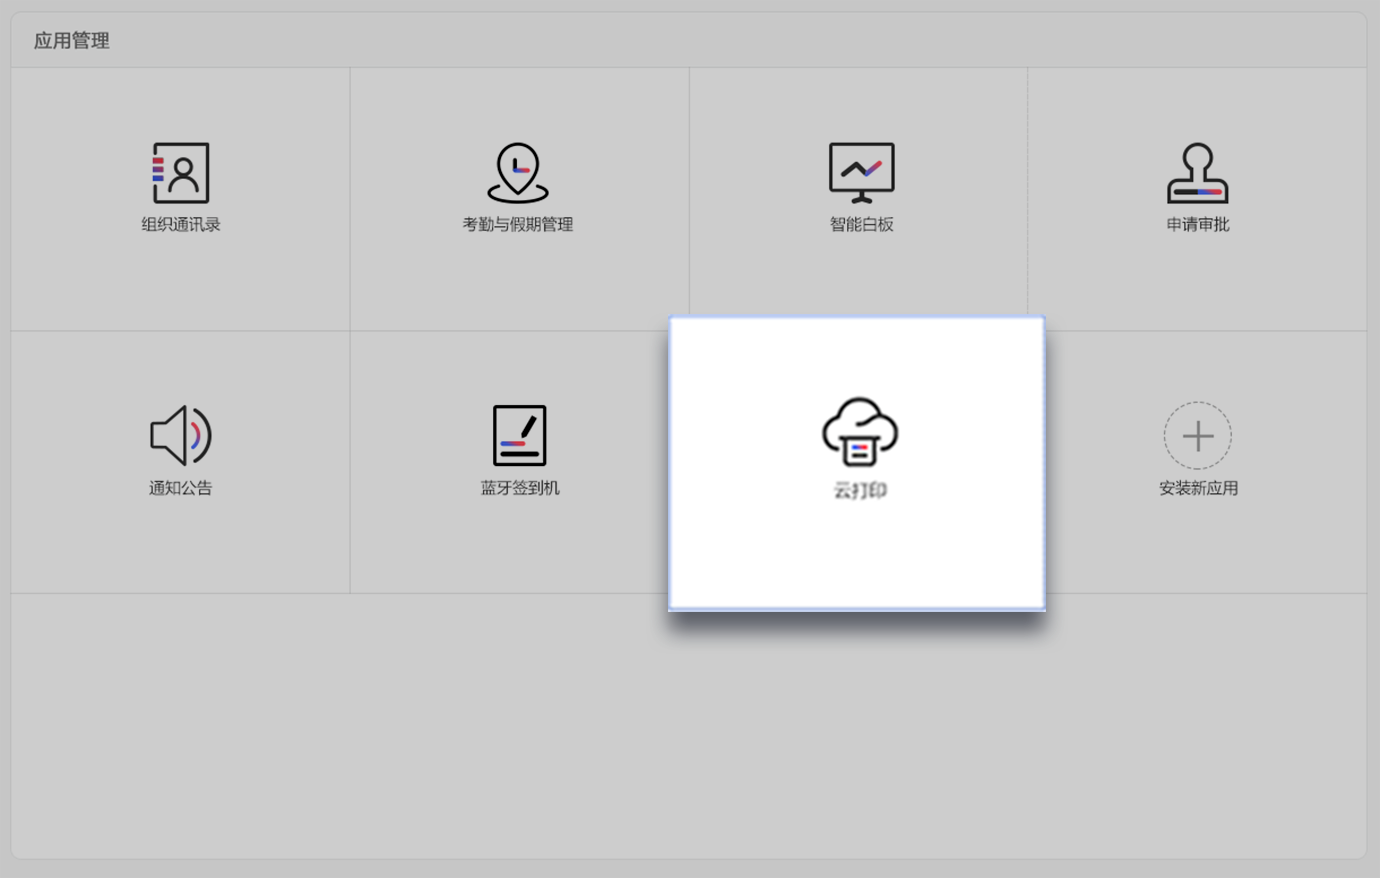 应用管理
组织通讯录
考勤与假期管理
智能白板
申请审批
通知公告
蓝牙签到机
云打印
安装新应用